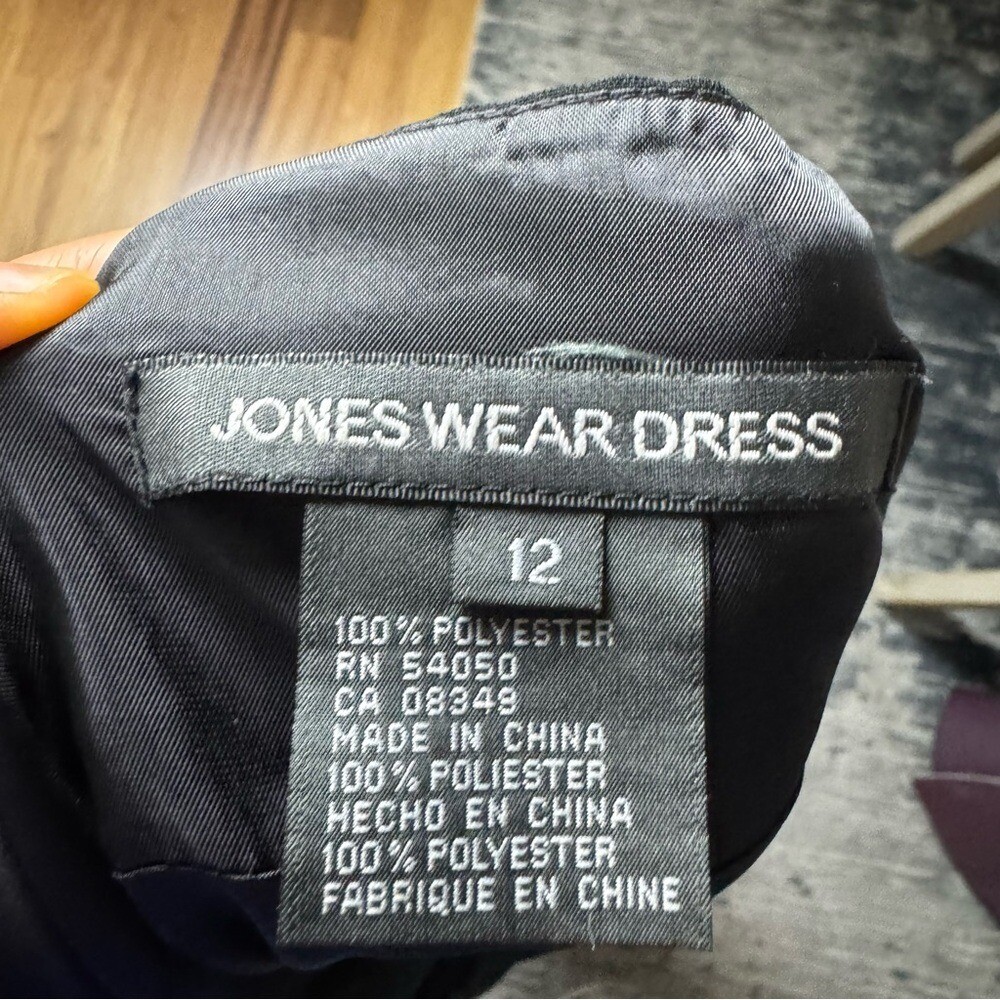 JONES WEAR DRESS
12
100% POLYESTER
RN 54050
CA 08349
MADE IN CHINA
100% POLIESTER
HECHO EN CHINA
100% POLYESTER
FABRIQUE EN CHINE